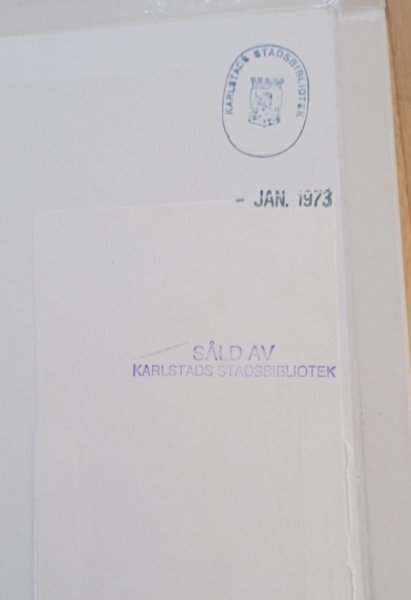 KARLSTADS STADSBIBLIOTEK
- JAN. 1973
SÅLD AV
KARLSTADS STADSBIBLIOTEK